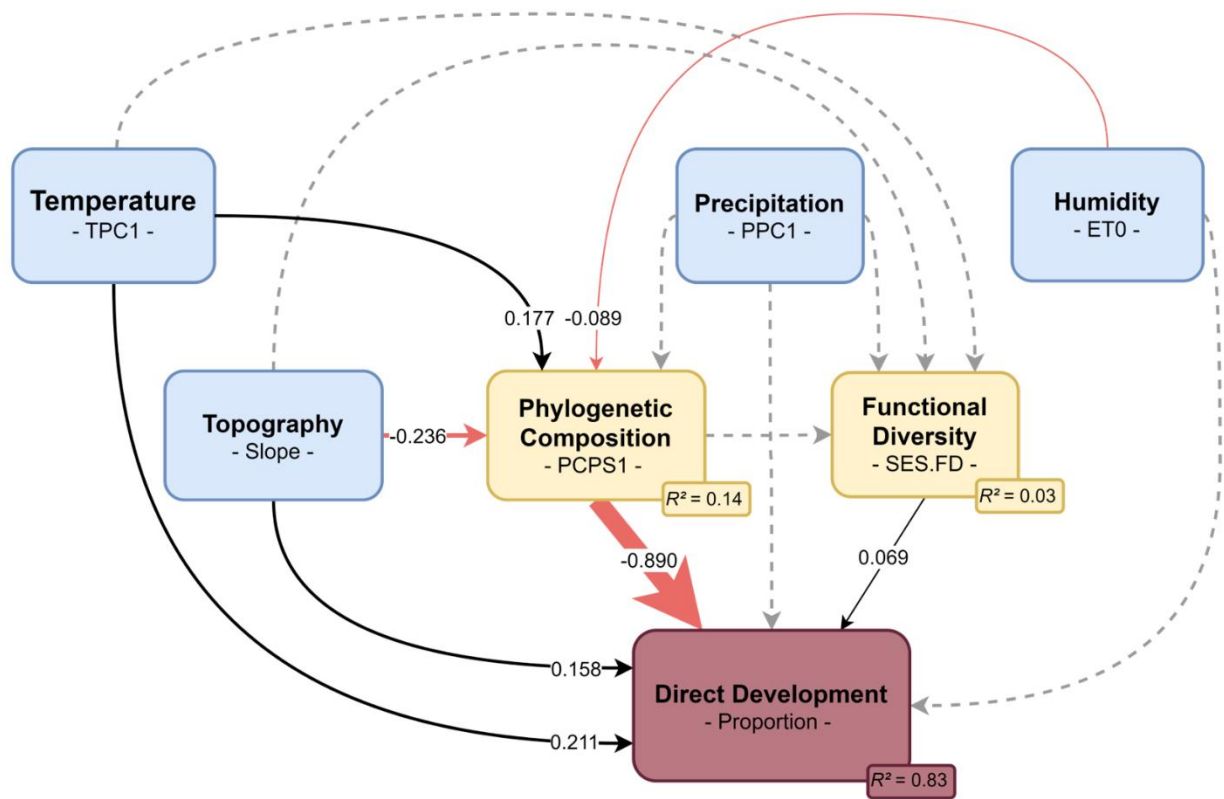 Temperature
- TPC1 -
Precipitation
- PPC1 -
Humidity
- ET0 -
0.177
-0.089
Topography
- Slope -
-0.236
Phylogenetic
Composition
- PCPS1 -
R² = 0.14
Functional
Diversity
- SES.FD -
R² = 0.03
-0.890
0.069
0.158
0.211
Direct Development
- Proportion -
R² = 0.83